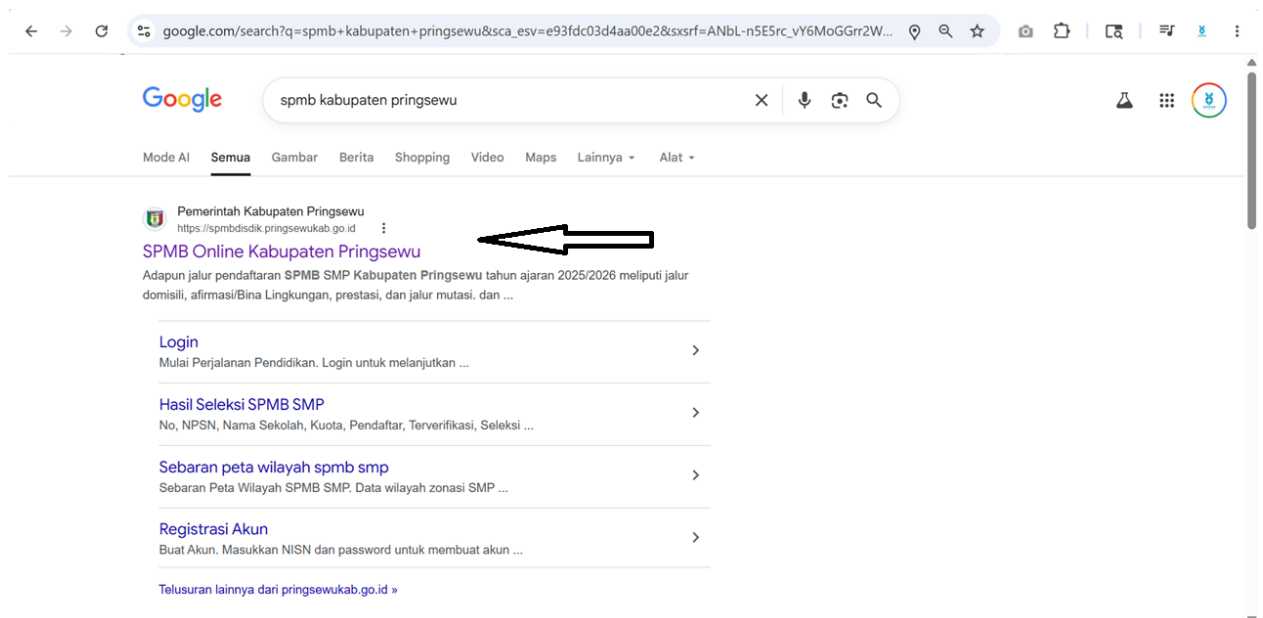 google.com/search?q=spmb+kabupaten+pringsewu&sca_esv=e93fdc03d4aa00e2&sxsrf=ANbL-n5E5rc_vY6MoGGrr2W...
Google
spmb kabupaten pringsewu
Mode AI Semua Gambar Berita Shopping Video Maps Lainnya Alat
Pemerintah Kabupaten Pringsewu
https://spmbdisdik.pringsewukab.go.id
SPMB Online Kabupaten Pringsewu
Adapun jalur pendaftaran SPMB SMP Kabupaten Pringsewu tahun ajaran 2025/2026 meliputi jalur
domisili, afirmasi/Bina Lingkungan, prestasi, dan jalur mutasi. dan ...
Login
Mulai Perjalanan Pendidikan. Login untuk melanjutkan ...
Hasil Seleksi SPMB SMP
No, NPSN, Nama Sekolah, Kuota, Pendaftar, Terverifikasi, Seleksi ...
Sebaran peta wilayah spmb smp
Sebaran Peta Wilayah SPMB SMP. Data wilayah zonasi SMP ...
Registrasi Akun
Buat Akun. Masukkan NISN dan password untuk membuat akun ...
Telusuran lainnya dari pringsewukab.go.id »